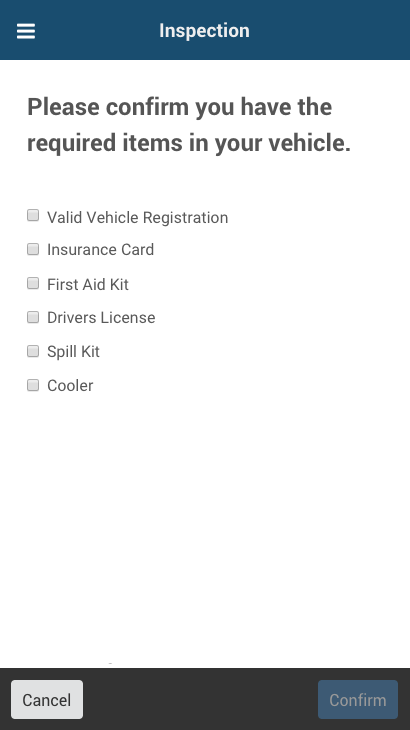 Inspection
Please confirm you have the
required items in your vehicle.
Valid Vehicle Registration
Insurance Card
First Aid Kit
Drivers License
Spill Kit
Cooler
Cancel
Confirm